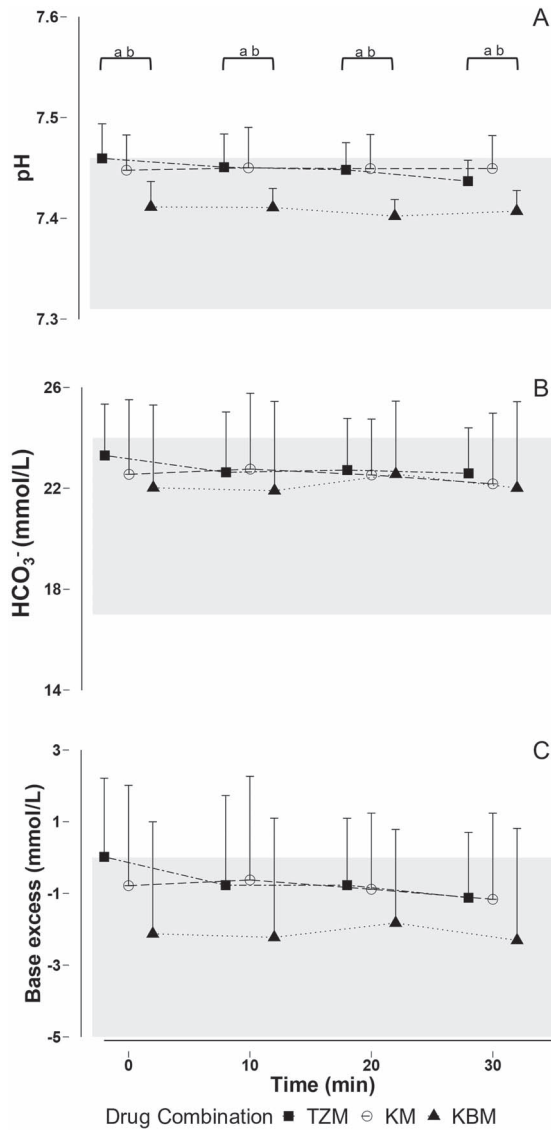 A
7.6
a b a b a b a b
7.5
pH
7.4
7.3
B
26
22
HCO3- (mmol/L)
18
14
C
3
1
Base excess (mmol/L)
-1
-3
-5
0 10 20 30
Time (min)
Drug Combination TZM KM KBM